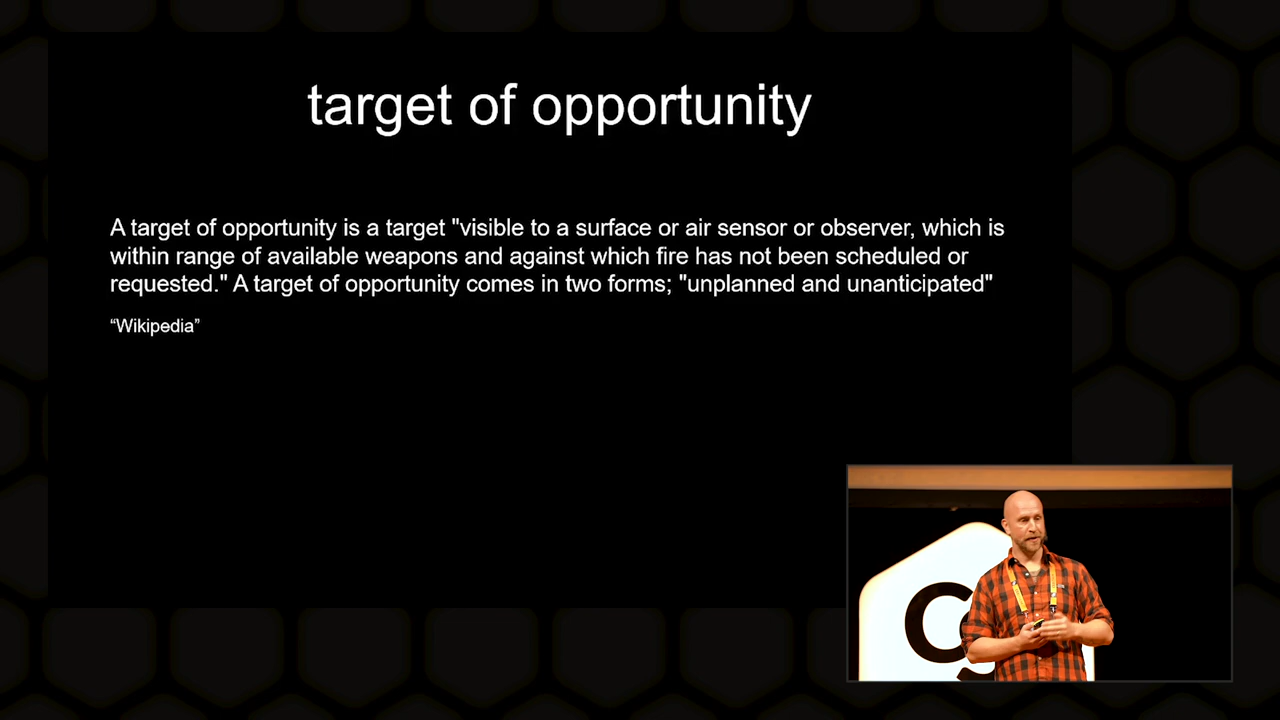 target of opportunity
A target of opportunity is a target "visible to a surface or air sensor or observer, which is
within range of available weapons and against which fire has not been scheduled or
requested." A target of opportunity comes in two forms; "unplanned and unanticipated"
“Wikipedia”